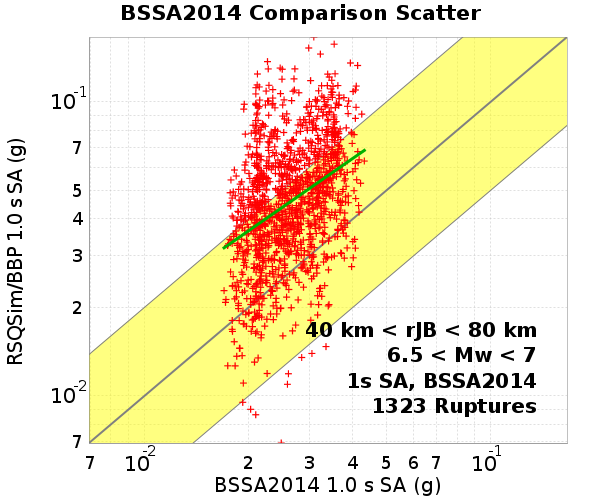 BSSA2014 Comparison Scatter
RSQSim/BBP 1.0 s SA (g)
10-1
7
5
4
3
2
10-2
7
40 km < rJB < 80 km
6.5 < Mw < 7
1s SA, BSSA2014
1323 Ruptures
7 10-2 2 3 4 5 6 7 10-1
BSSA2014 1.0 s SA (g)